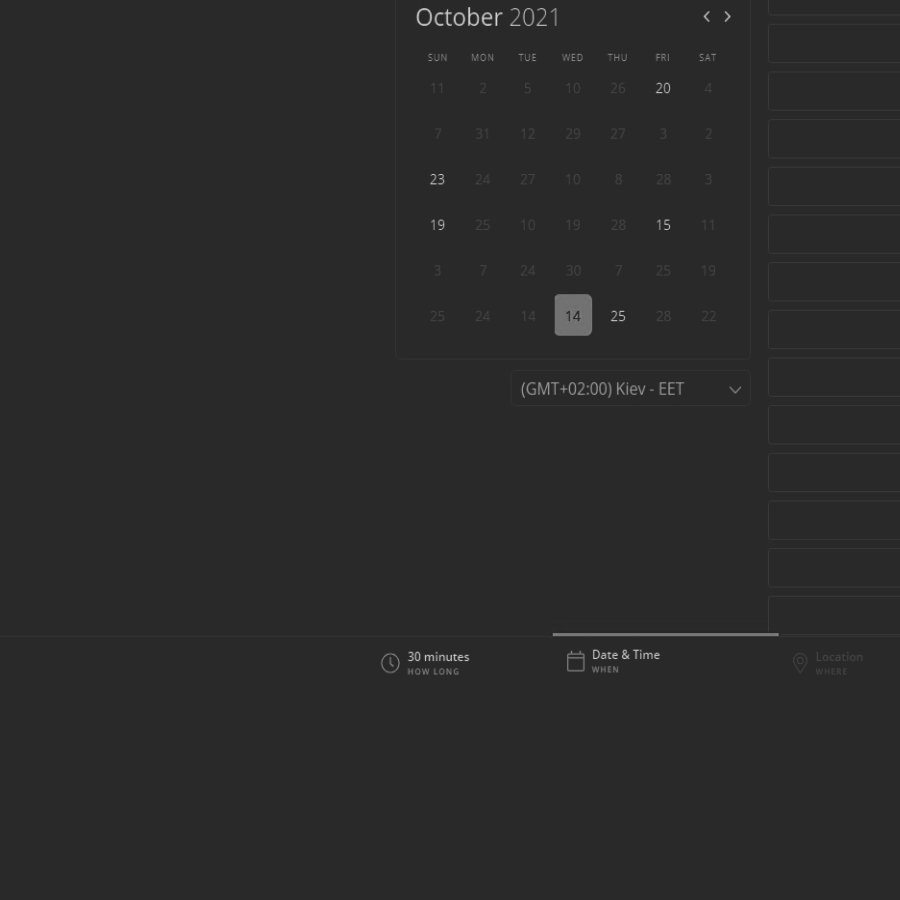 October 2021
SUN MON TUE WED THU FRI SAT
11 2 5 10 26 20 4
7 31 12 29 27 3 2
23 24 27 10 8 28 3
19 25 10 19 28 15 11
3 7 24 30 7 25 19
25 24 14 14 25 28 22
(GMT+02:00) Kiev - EET
30 minutes
HOW LONG
Date & Time
WHEN
Location
WHERE